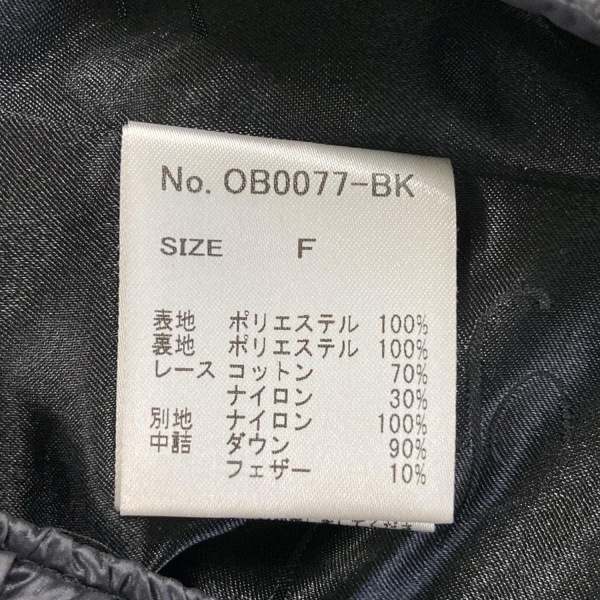 No. OB0077-BK
SIZE F
表地 ポリエステル 100%
裏地 ポリエステル 100%
レース コットン 70%
ナイロン 30%
別地 ナイロン 100%
中詰 ダウン 90%
フェザー 10%